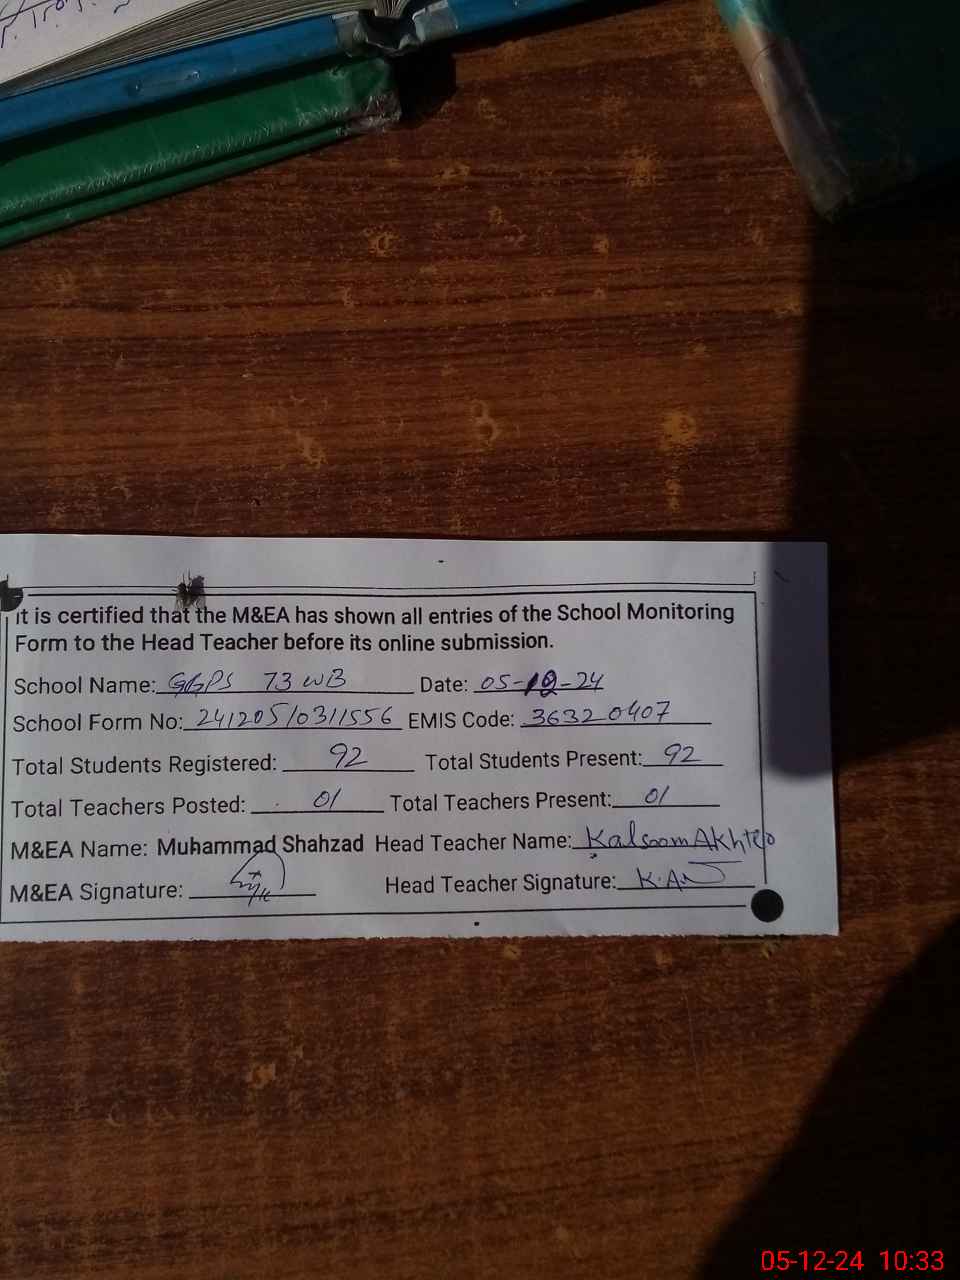 it is certified that the M&EA has shown all entries of the School Monitoring
Form to the Head Teacher before its online submission.
School Name: GGPS 73 WB Date: 05-12-24
School Form No: 241205/0311556 EMIS Code: 36320407
Total Students Registered: 92 Total Students Present: 92
Total Teachers Posted: 01 Total Teachers Present: 01
M&EA Name: Muhammad Shahzad Head Teacher Name: Kalsoom Akhter
M&EA Signature: Head Teacher Signature: K.A
05-12-24 10:33